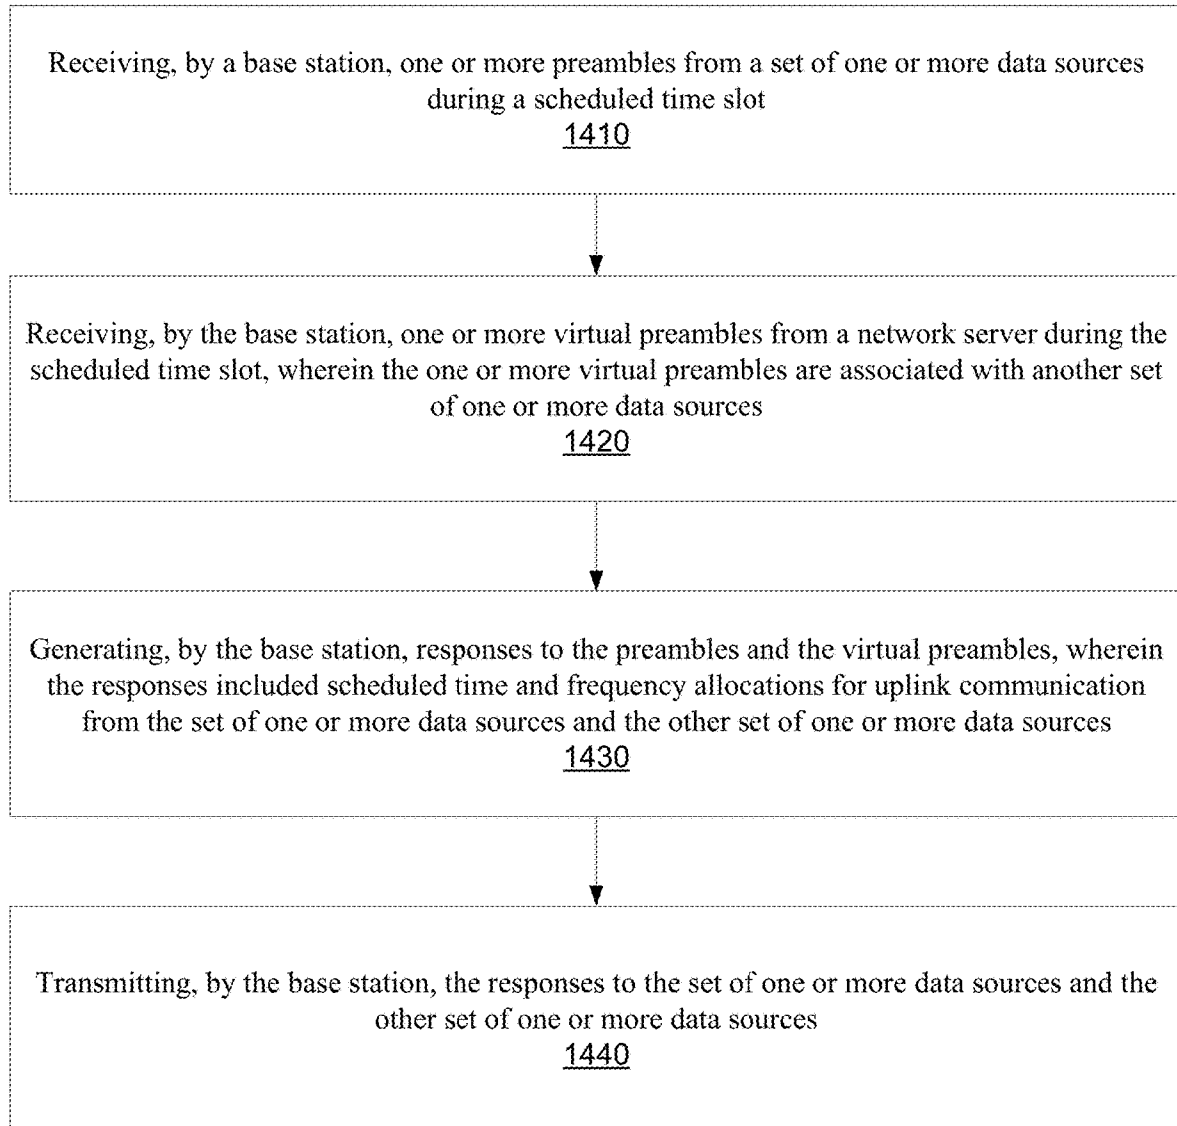 Receiving, by a base station, one or more preambles from a set of one or more data sources
during a scheduled time slot
1410
Receiving, by the base station, one or more virtual preambles from a network server during the
scheduled time slot, wherein the one or more virtual preambles are associated with another set
of one or more data sources
1420
Generating, by the base station, responses to the preambles and the virtual preambles, wherein
the responses included scheduled time and frequency allocations for uplink communication
from the set of one or more data sources and the other set of one or more data sources
1430
Transmitting, by the base station, the responses to the set of one or more data sources and the
other set of one or more data sources
1440